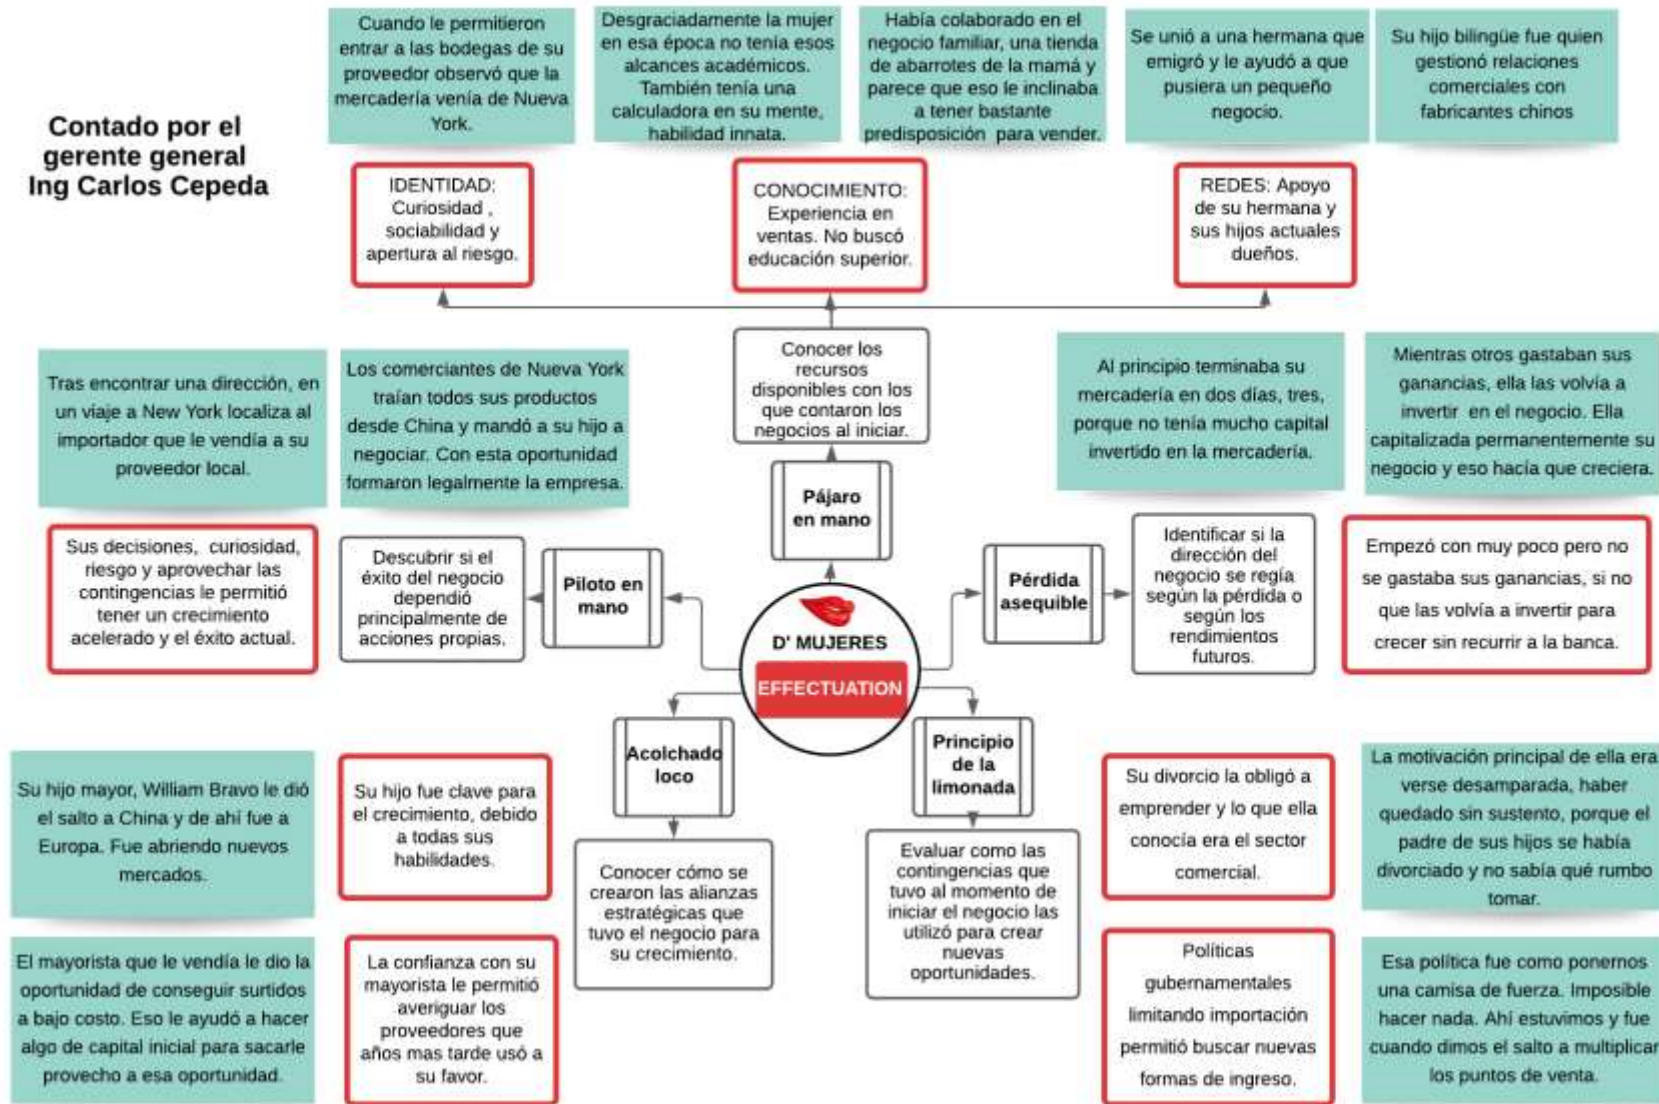 Contado por el
gerente general
Ing Carlos Cepeda
Cuando le permitieron
entrar a las bodegas de su
proveedor observó que la
mercadería venía de Nueva
York.
Desgraciadamente la mujer
en esa época no tenía esos
alcances académicos.
También tenía una
calculadora en su mente,
habilidad innata.
Había colaborado en el
negocio familiar, una tienda
de abarrotes de la mamá y
parece que eso le inclinaba
a tener bastante
predisposición para vender.
Se unió a una hermana que
emigró y le ayudó a que
pusiera un pequeño
negocio.
Su hijo bilingüe fue quien
gestionó relaciones
comerciales con
fabricantes chinos
IDENTIDAD:
Curiosidad ,
sociabilidad y
apertura al riesgo.
CONOCIMIENTO:
Experiencia en
ventas. No buscó
educación superior.
REDES: Apoyo
de su hermana y
sus hijos actuales
dueños.
Conocer los
recursos
disponibles con los
que contaron los
negocios al iniciar.
Pájaro
en mano
Tras encontrar una dirección, en
un viaje a New York localiza al
importador que le vendía a su
proveedor local.
Los comerciantes de Nueva York
traían todos sus productos
desde China y mandó a su hijo a
negociar. Con esta oportunidad
formaron legalmente la empresa.
Sus decisiones, curiosidad,
riesgo y aprovechar las
contingencias le permitió
tener un crecimiento
acelerado y el éxito actual.
Descubrir si el
éxito del negocio
dependió
principalmente de
acciones propias.
Piloto en
mano
D' MUJERES
EFFECTUATION
Al principio terminaba su
mercadería en dos días, tres,
porque no tenía mucho capital
invertido en la mercadería.
Mientras otros gastaban sus
ganancias, ella las volvía a
invertir en el negocio. Ella
capitalizada permanentemente su
negocio y eso hacía que creciera.
Pérdida
asequible
Identificar si la
dirección del
negocio se regía
según la pérdida o
según los
rendimientos
futuros.
Empezó con muy poco pero no
se gastaba sus ganancias, si no
que las volvía a invertir para
crecer sin recurrir a la banca.
Su hijo mayor, William Bravo le dió
el salto a China y de ahí fue a
Europa. Fue abriendo nuevos
mercados.
Su hijo fue clave para
el crecimiento, debido
a todas sus
habilidades.
Acolchado
loco
Conocer cómo se
crearon las alianzas
estratégicas que
tuvo el negocio para
su crecimiento.
El mayorista que le vendía le dio la
oportunidad de conseguir surtidos
a bajo costo. Eso le ayudó a hacer
algo de capital inicial para sacarle
provecho a esa oportunidad.
La confianza con su
mayorista le permitió
averiguar los
proveedores que
años mas tarde usó a
su favor.
Principio
de la
limonada
Evaluar como las
contingencias que
tuvo al momento de
iniciar el negocio las
utilizó para crear
nuevas
oportunidades.
Su divorcio la obligó a
emprender y lo que ella
conocía era el sector
comercial.
La motivación principal de ella era
verse desamparada, haber
quedado sin sustento, porque el
padre de sus hijos se había
divorciado y no sabía qué rumbo
tomar.
Políticas
gubernamentales
limitando importación
permitió buscar nuevas
formas de ingreso.
Esa política fue como ponernos
una camisa de fuerza. Imposible
hacer nada. Ahí estuvimos y fue
cuando dimos el salto a multiplicar
los puntos de venta.